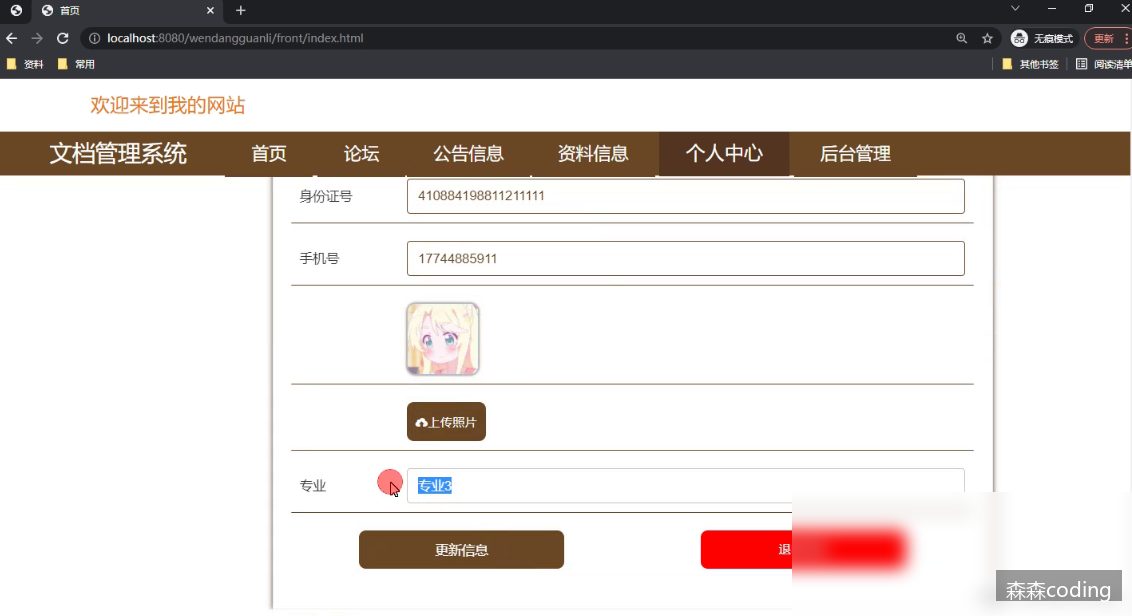 首页
localhost:8080/wendangguanli/front/index.html
无痕模式
更新
资料
常用
其他书签
阅读清单
欢迎来到我的网站
文档管理系统
首页
论坛
公告信息
资料信息
个人中心
后台管理
身份证号
410884198811211111
手机号
17744885911
上传照片
专业
专业3
更新信息
退
森森coding